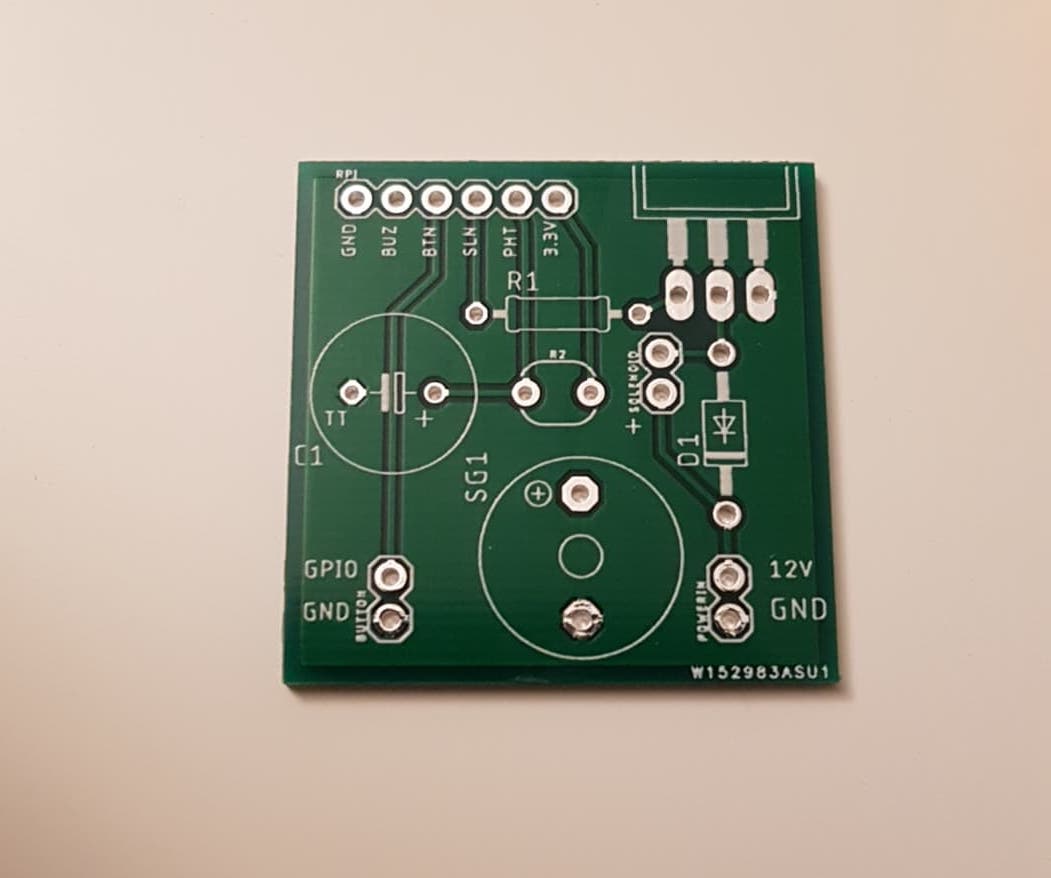 RPI
GND
BUZ
BTN
SLN
PHT
3.3V
R1
R2
SOLENOID
+
TT
+
C1
D1
SG1
+
GPIO
GND
BUTTON
POWERIN
12V
GND
W152983ASU1